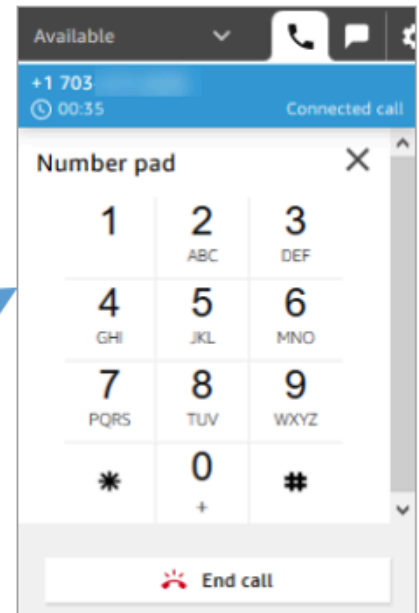 Available
+1 703
00:35 Connected call
Number pad
1 2 3
ABC DEF
4 5 6
GHI JKL MNO
7 8 9
PQRS TUV WXYZ
* 0 #
+
End call